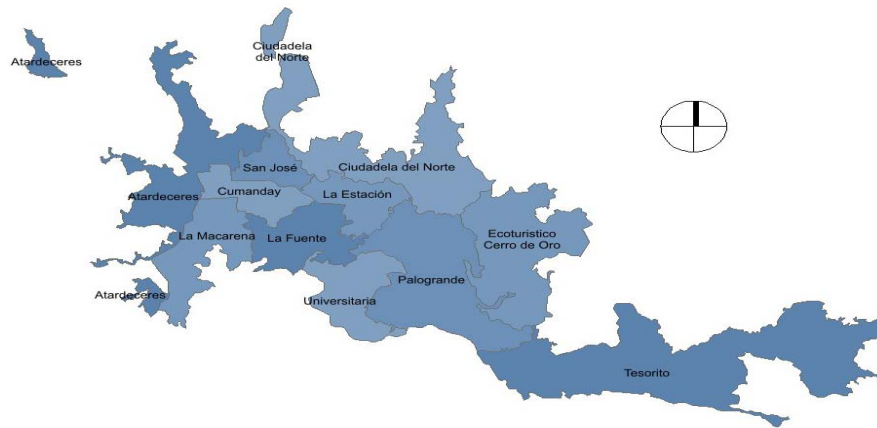 Ciudadela
del Norte
Atardeceres
San José
Ciudadela del Norte
Cumanday
La Estación
Atardeceres
La Macarena
La Fuente
Ecoturistico
Cerro de Oro
Palogrande
Atardeceres
Universitaria
Tesorito